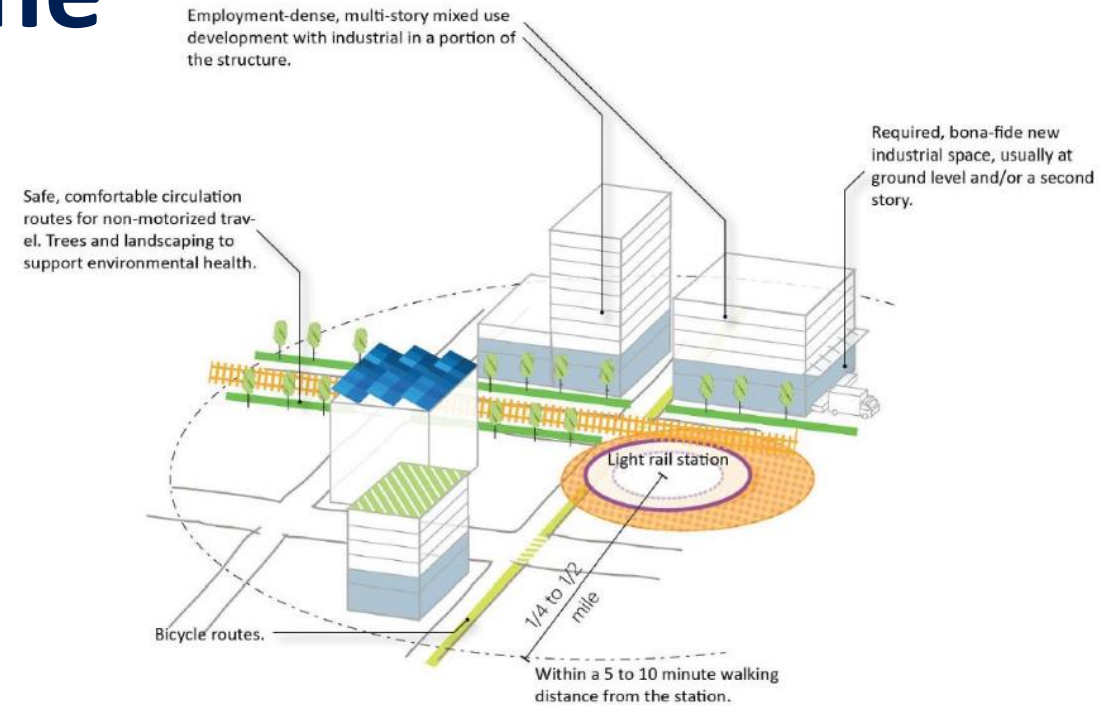 Employment-dense, multi-story mixed use
development with industrial in a portion of
the structure.
Required, bona-fide new
industrial space, usually at
ground level and/or a second
story.
Safe, comfortable circulation
routes for non-motorized trav-
el. Trees and landscaping to
support environmental health.
Light rail station
1/4 to 1/2
mile
Bicycle routes.
Within a 5 to 10 minute walking
distance from the station.